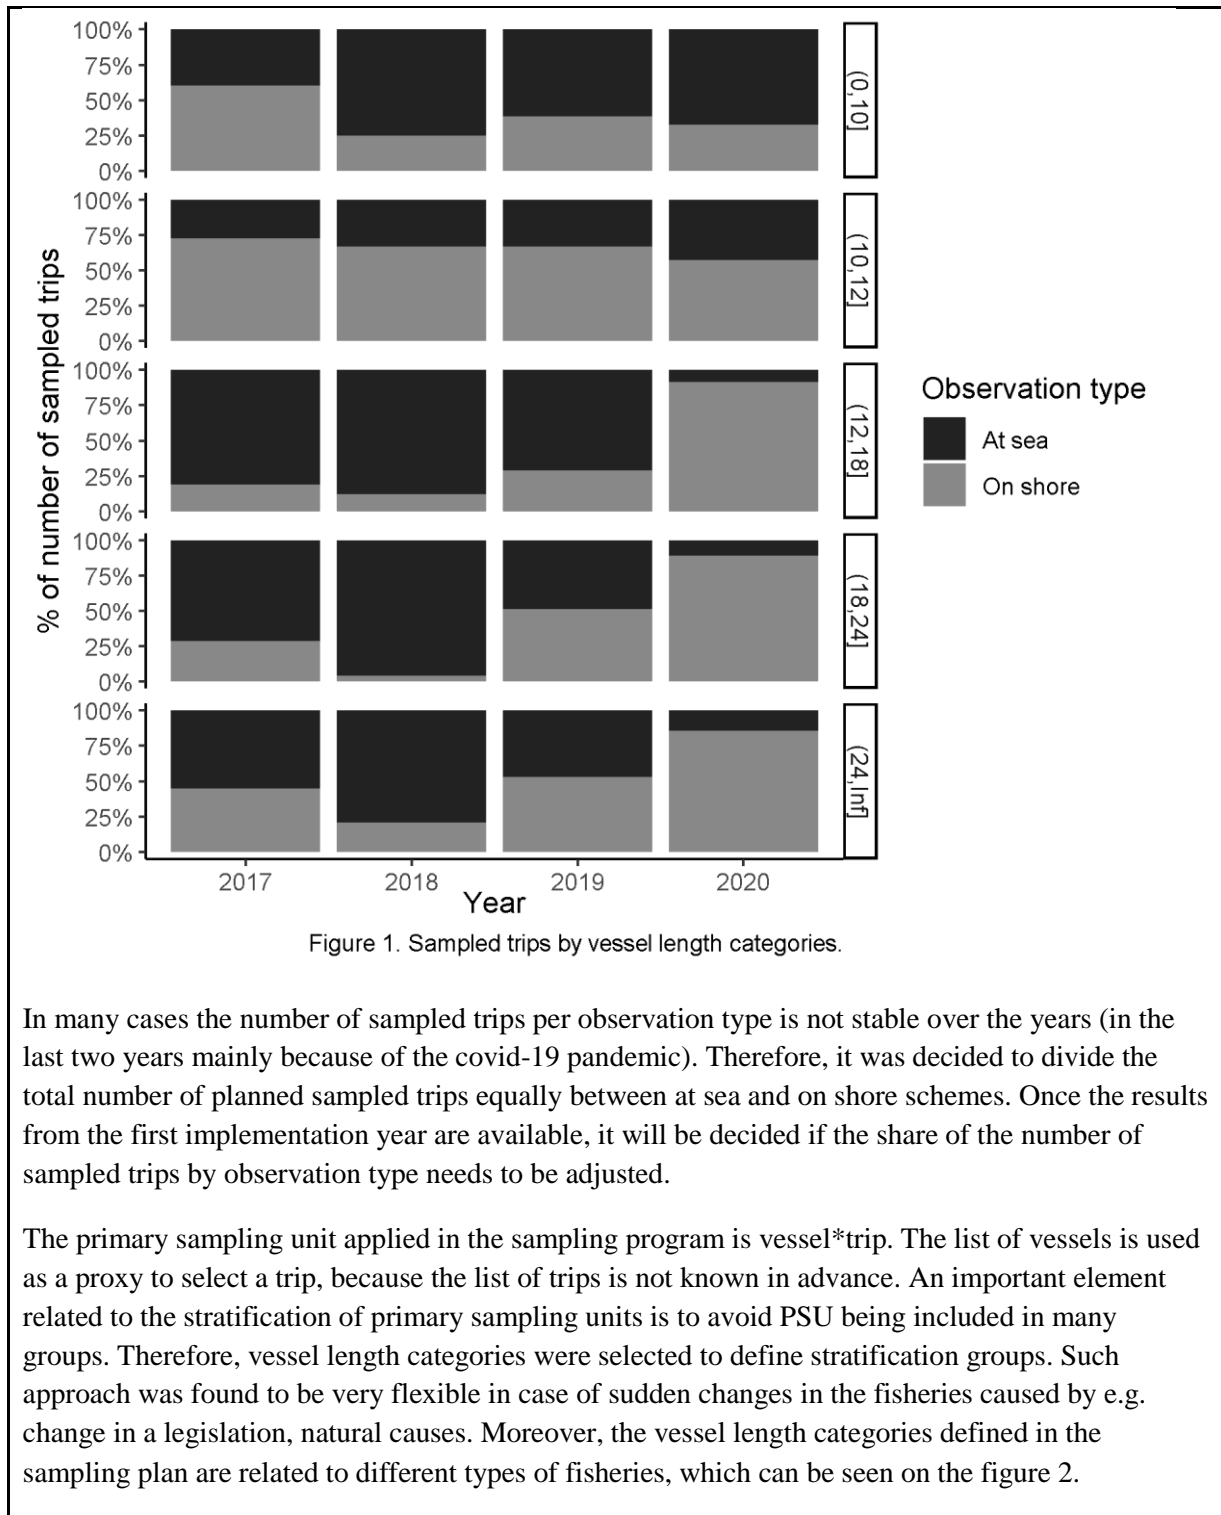 100%
75%
50%
25%
0%
(0,10]
100%
75%
50%
25%
0%
(10,12]
100%
75%
50%
25%
0%
(12,18]
100%
75%
50%
25%
0%
(18,24]
100%
75%
50%
25%
0%
(24,Inf]
% of number of sampled trips
2017 2018 2019 2020
Year
Observation type
At sea
On shore
Figure 1. Sampled trips by vessel length categories.
In many cases the number of sampled trips per observation type is not stable over the years (in the
last two years mainly because of the covid-19 pandemic). Therefore, it was decided to divide the
total number of planned sampled trips equally between at sea and on shore schemes. Once the results
from the first implementation year are available, it will be decided if the share of the number of
sampled trips by observation type needs to be adjusted.
The primary sampling unit applied in the sampling program is vessel*trip. The list of vessels is used
as a proxy to select a trip, because the list of trips is not known in advance. An important element
related to the stratification of primary sampling units is to avoid PSU being included in many
groups. Therefore, vessel length categories were selected to define stratification groups. Such
approach was found to be very flexible in case of sudden changes in the fisheries caused by e.g.
change in a legislation, natural causes. Moreover, the vessel length categories defined in the
sampling plan are related to different types of fisheries, which can be seen on the figure 2.